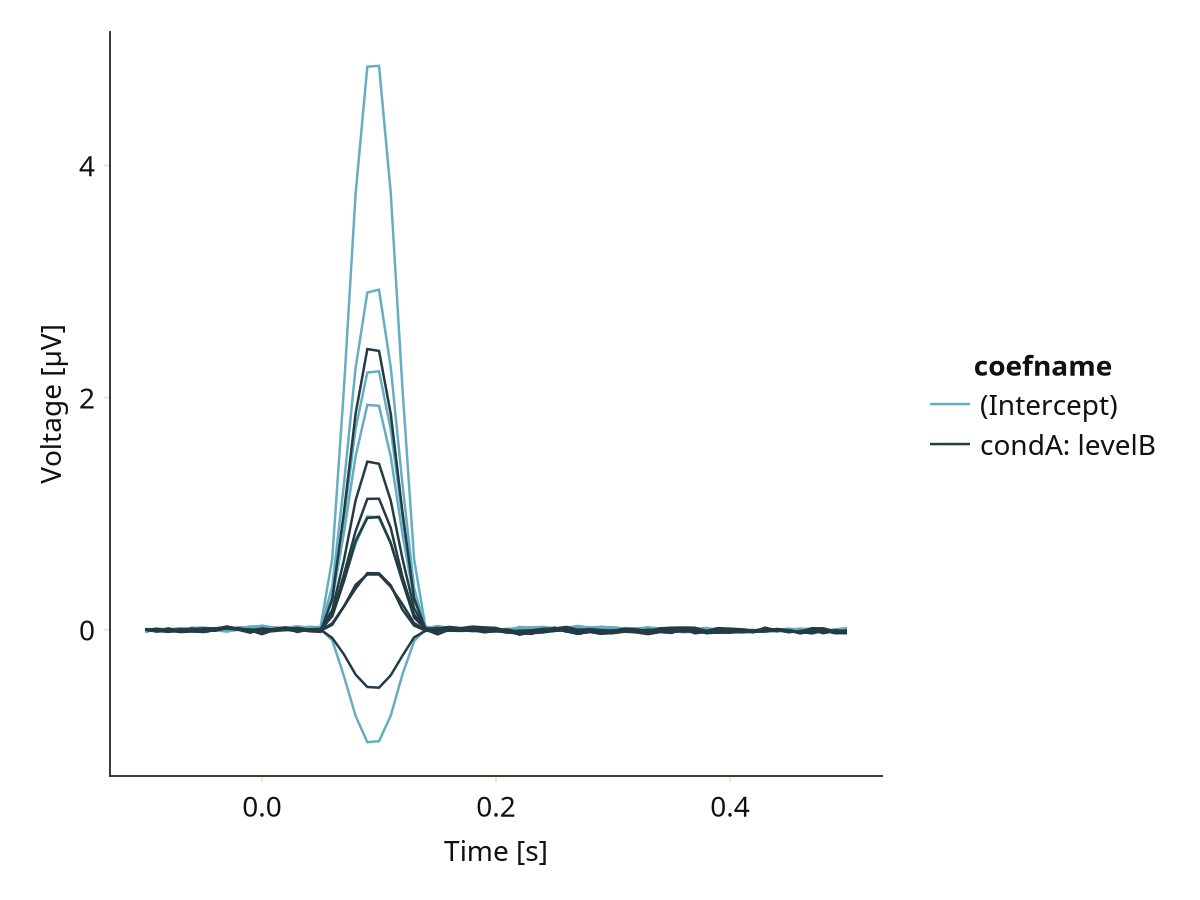 4
2
0
Voltage [µV]
0.0
0.2
0.4
Time [s]
coefname
(Intercept)
condA: levelB